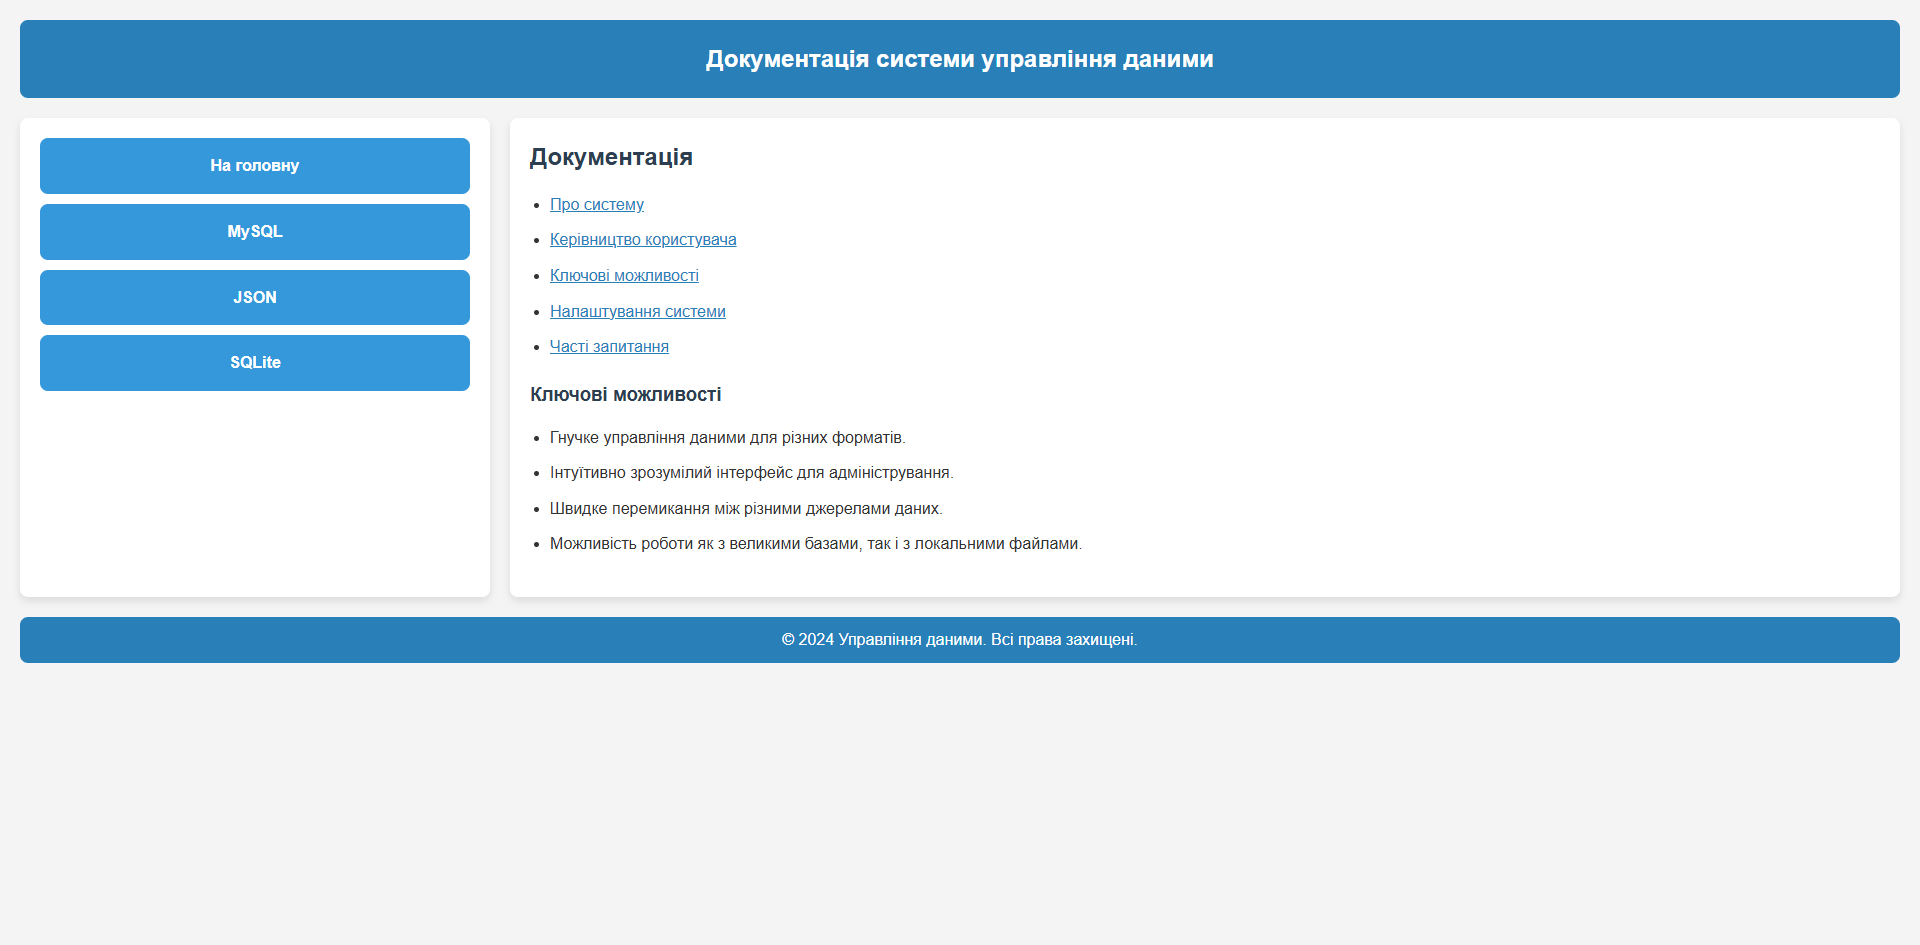 Документація системи управління даними
На головну
MySQL
JSON
SQLite
Документація
Про систему
Керівництво користувача
Ключові можливості
Налаштування системи
Часті запитання
Ключові можливості
Гнучке управління даними для різних форматів.
Інтуїтивно зрозумілий інтерфейс для адміністрування.
Швидке перемикання між різними джерелами даних.
Можливість роботи як з великими базами, так і з локальними файлами.
© 2024 Управління даними. Всі права захищені.